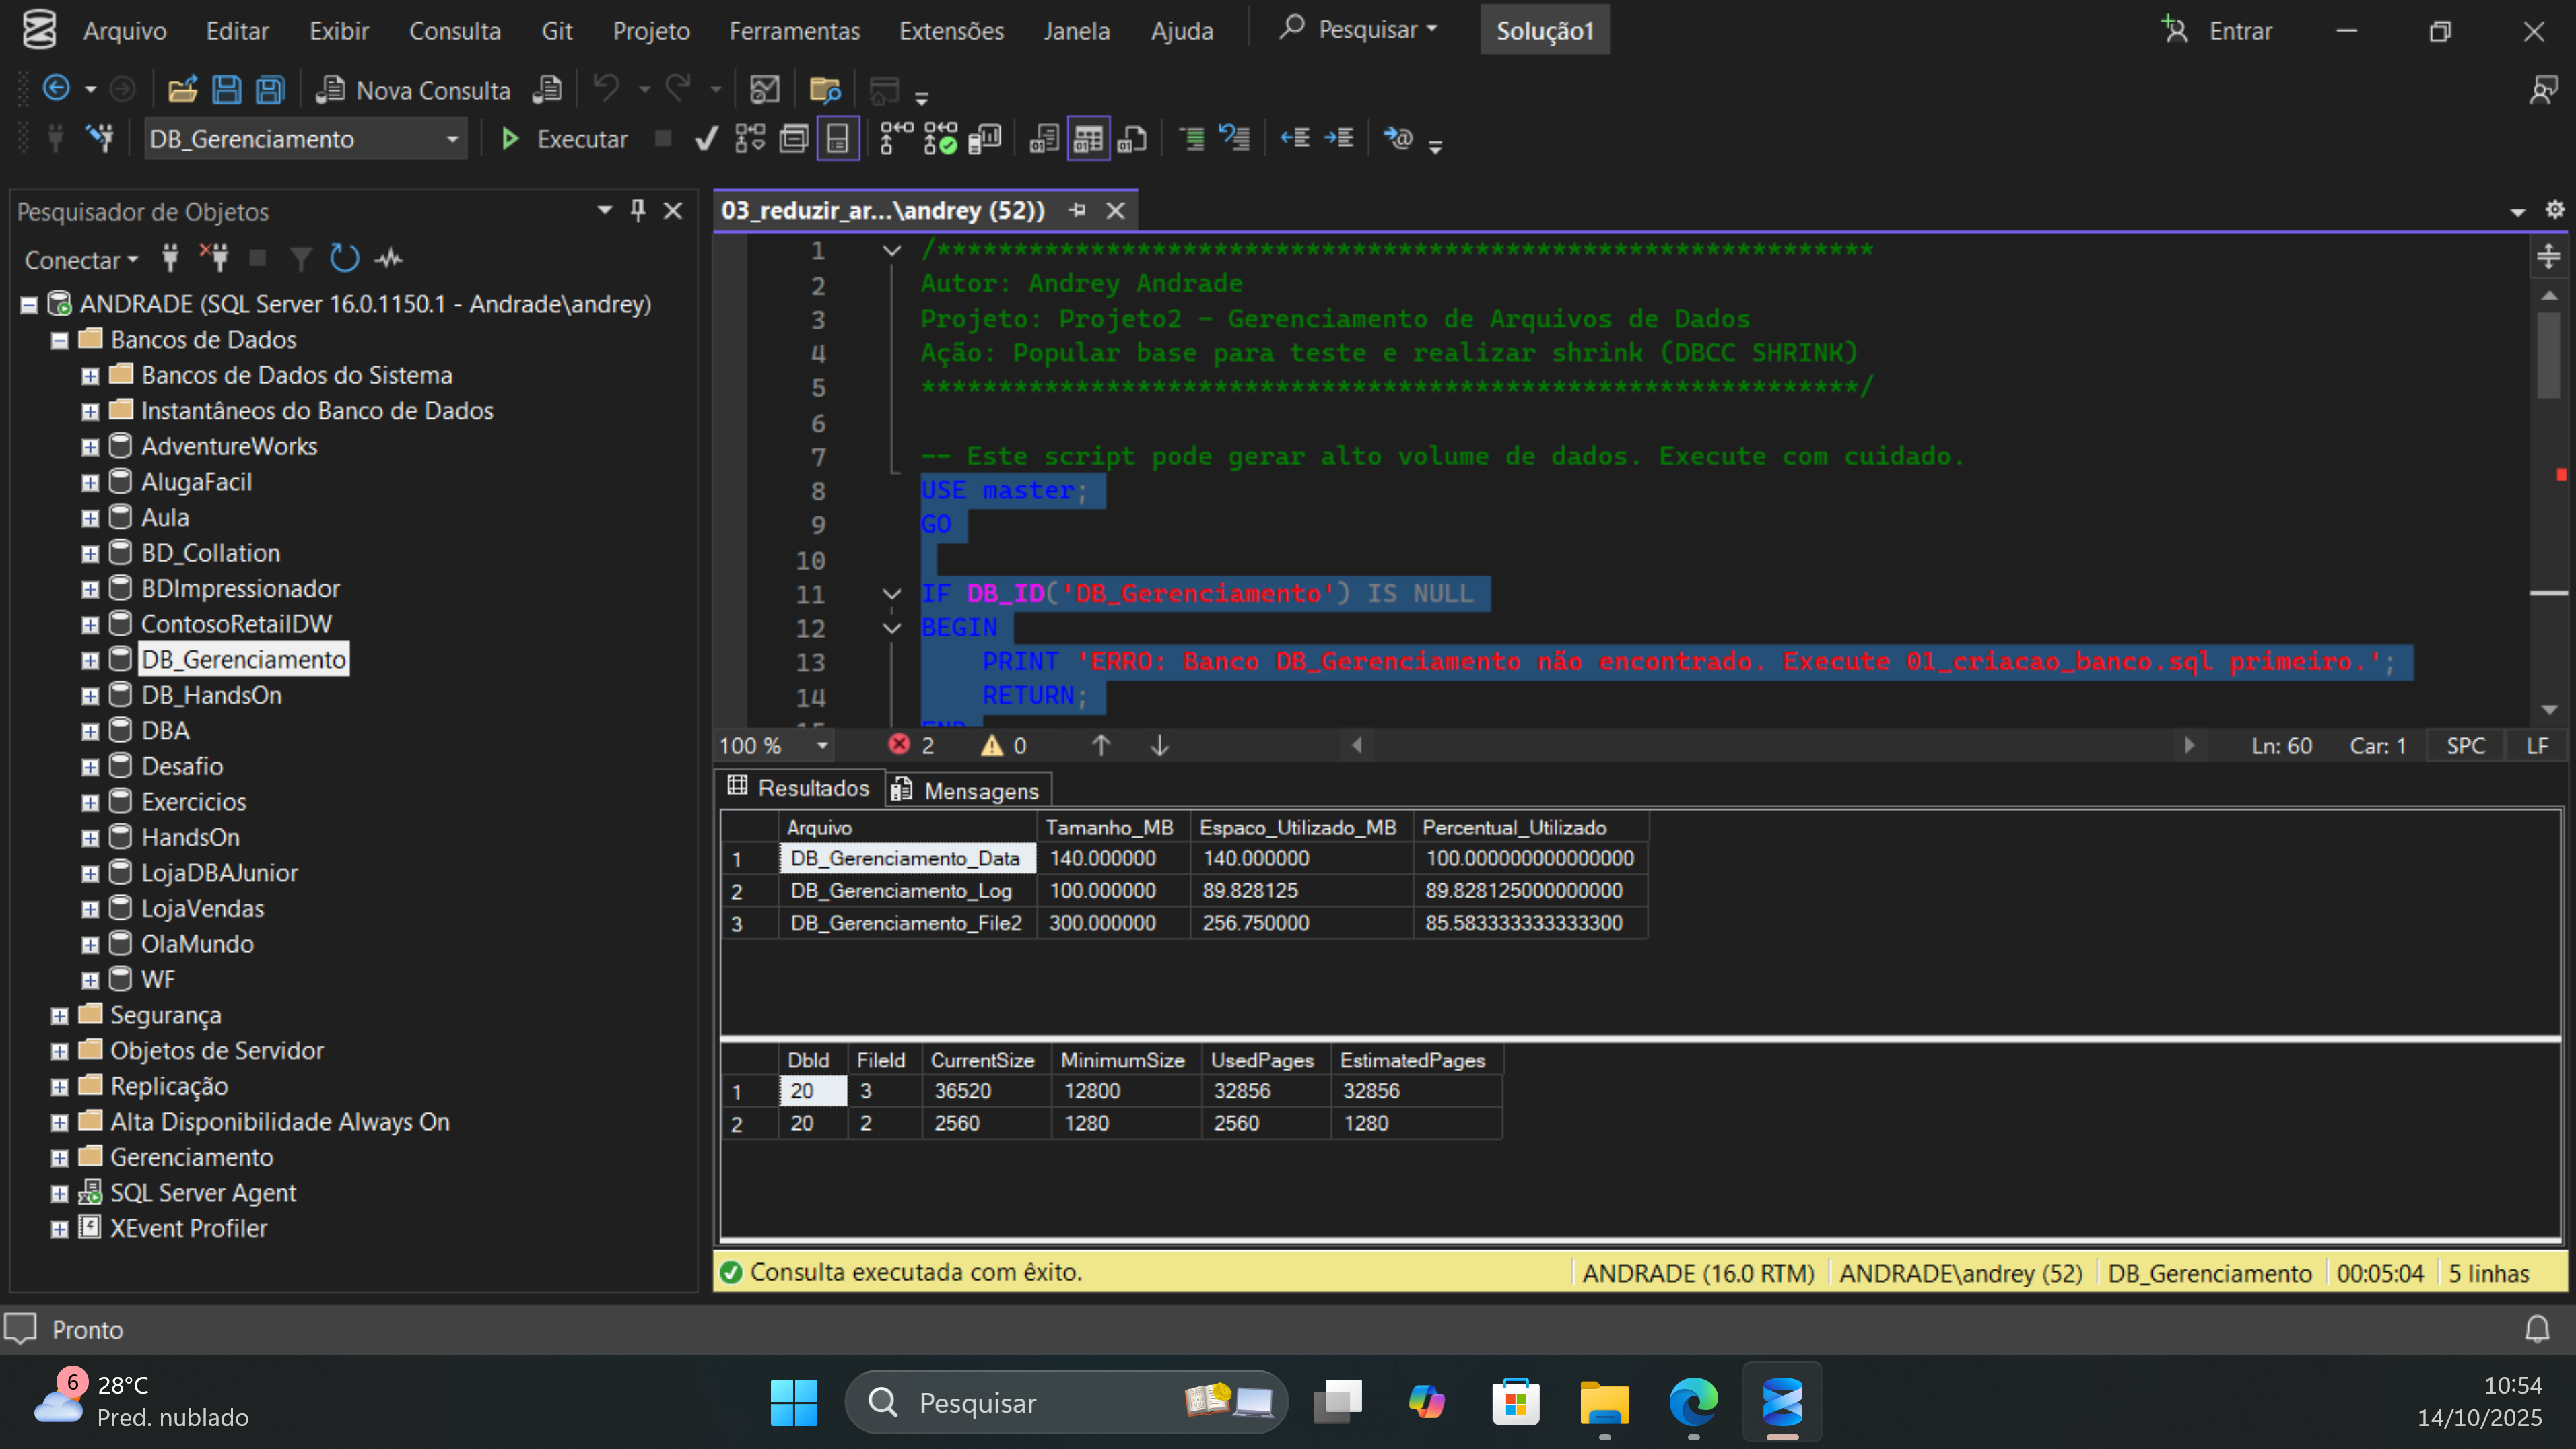 Arquivo Editar Exibir Consulta Git Projeto Ferramentas Extensões Janela Ajuda Pesquisar Solução1 Entrar
Nova Consulta
DB_Gerenciamento Executar
Pesquisador de Objetos
Conectar
ANDRADE (SQL Server 16.0.1150.1 - Andrade\andrey)
Bancos de Dados
Bancos de Dados do Sistema
Instantâneos do Banco de Dados
AdventureWorks
AlugaFacil
Aula
BD_Collation
BDImpressionador
ContosoRetailDW
DB_Gerenciamento
DB_HandsOn
DBA
Desafio
Exercicios
HandsOn
LojaDBAJunior
LojaVendas
OlaMundo
WF
Segurança
Objetos de Servidor
Replicação
Alta Disponibilidade Always On
Gerenciamento
SQL Server Agent
XEvent Profiler
03_reduzir_ar...\andrey (52))
1 /*************************************************************
2 Autor: Andrey Andrade
3 Projeto: Projeto2 - Gerenciamento de Arquivos de Dados
4 Ação: Popular base para teste e realizar shrink (DBCC SHRINK)
5 *************************************************************/
6
7 -- Este script pode gerar alto volume de dados. Execute com cuidado.
8 USE master;
9 GO
10
11 IF DB_ID('DB_Gerenciamento') IS NULL
12 BEGIN
13 PRINT 'ERRO: Banco DB_Gerenciamento não encontrado. Execute 01_criacao_banco.sql primeiro.';
14 RETURN;
15 END
100 % 2 0 Ln: 60 Car: 1 SPC LF
Resultados Mensagens
Arquivo Tamanho_MB Espaco_Utilizado_MB Percentual_Utilizado
1 DB_Gerenciamento_Data 140.000000 140.000000 100.000000000000000
2 DB_Gerenciamento_Log 100.000000 89.828125 89.828125000000000
3 DB_Gerenciamento_File2 300.000000 256.750000 85.583333333333300
DbId FileId CurrentSize MinimumSize UsedPages EstimatedPages
1 20 3 36520 12800 32856 32856
2 20 2 2560 1280 2560 1280
Consulta executada com êxito. ANDRADE (16.0 RTM) ANDRADE\andrey (52) DB_Gerenciamento 00:05:04 5 linhas
Pronto
6 28°C
Pred. nublado
Pesquisar
10:54
14/10/2025